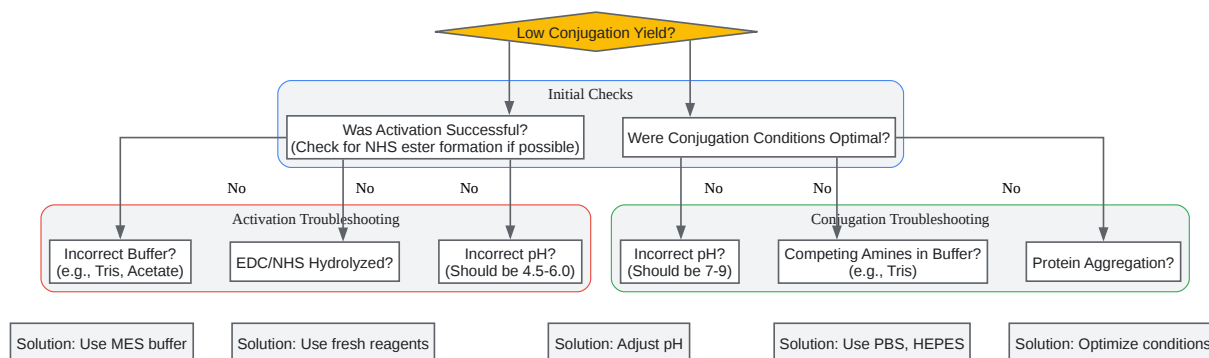 Low Conjugation Yield?
Initial Checks
Was Activation Successful?
(Check for NHS ester formation if possible)
Were Conjugation Conditions Optimal?
No
No
No
No
No
No
Activation Troubleshooting
Incorrect Buffer?
(e.g., Tris, Acetate)
EDC/NHS Hydrolyzed?
Incorrect pH?
(Should be 4.5-6.0)
Conjugation Troubleshooting
Incorrect pH?
(Should be 7-9)
Competing Amines in Buffer?
(e.g., Tris)
Protein Aggregation?
Solution: Use MES buffer
Solution: Use fresh reagents
Solution: Adjust pH
Solution: Use PBS, HEPES
Solution: Optimize conditions